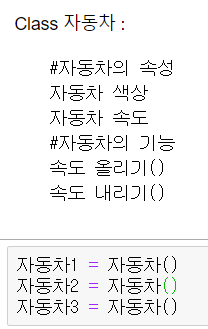 Class 자동차 :
#자동차의 속성
자동차 색상
자동차 속도
#자동차의 기능
속도 올리기()
속도 내리기()
자동차1 = 자동차()
자동차2 = 자동차()
자동차3 = 자동차()